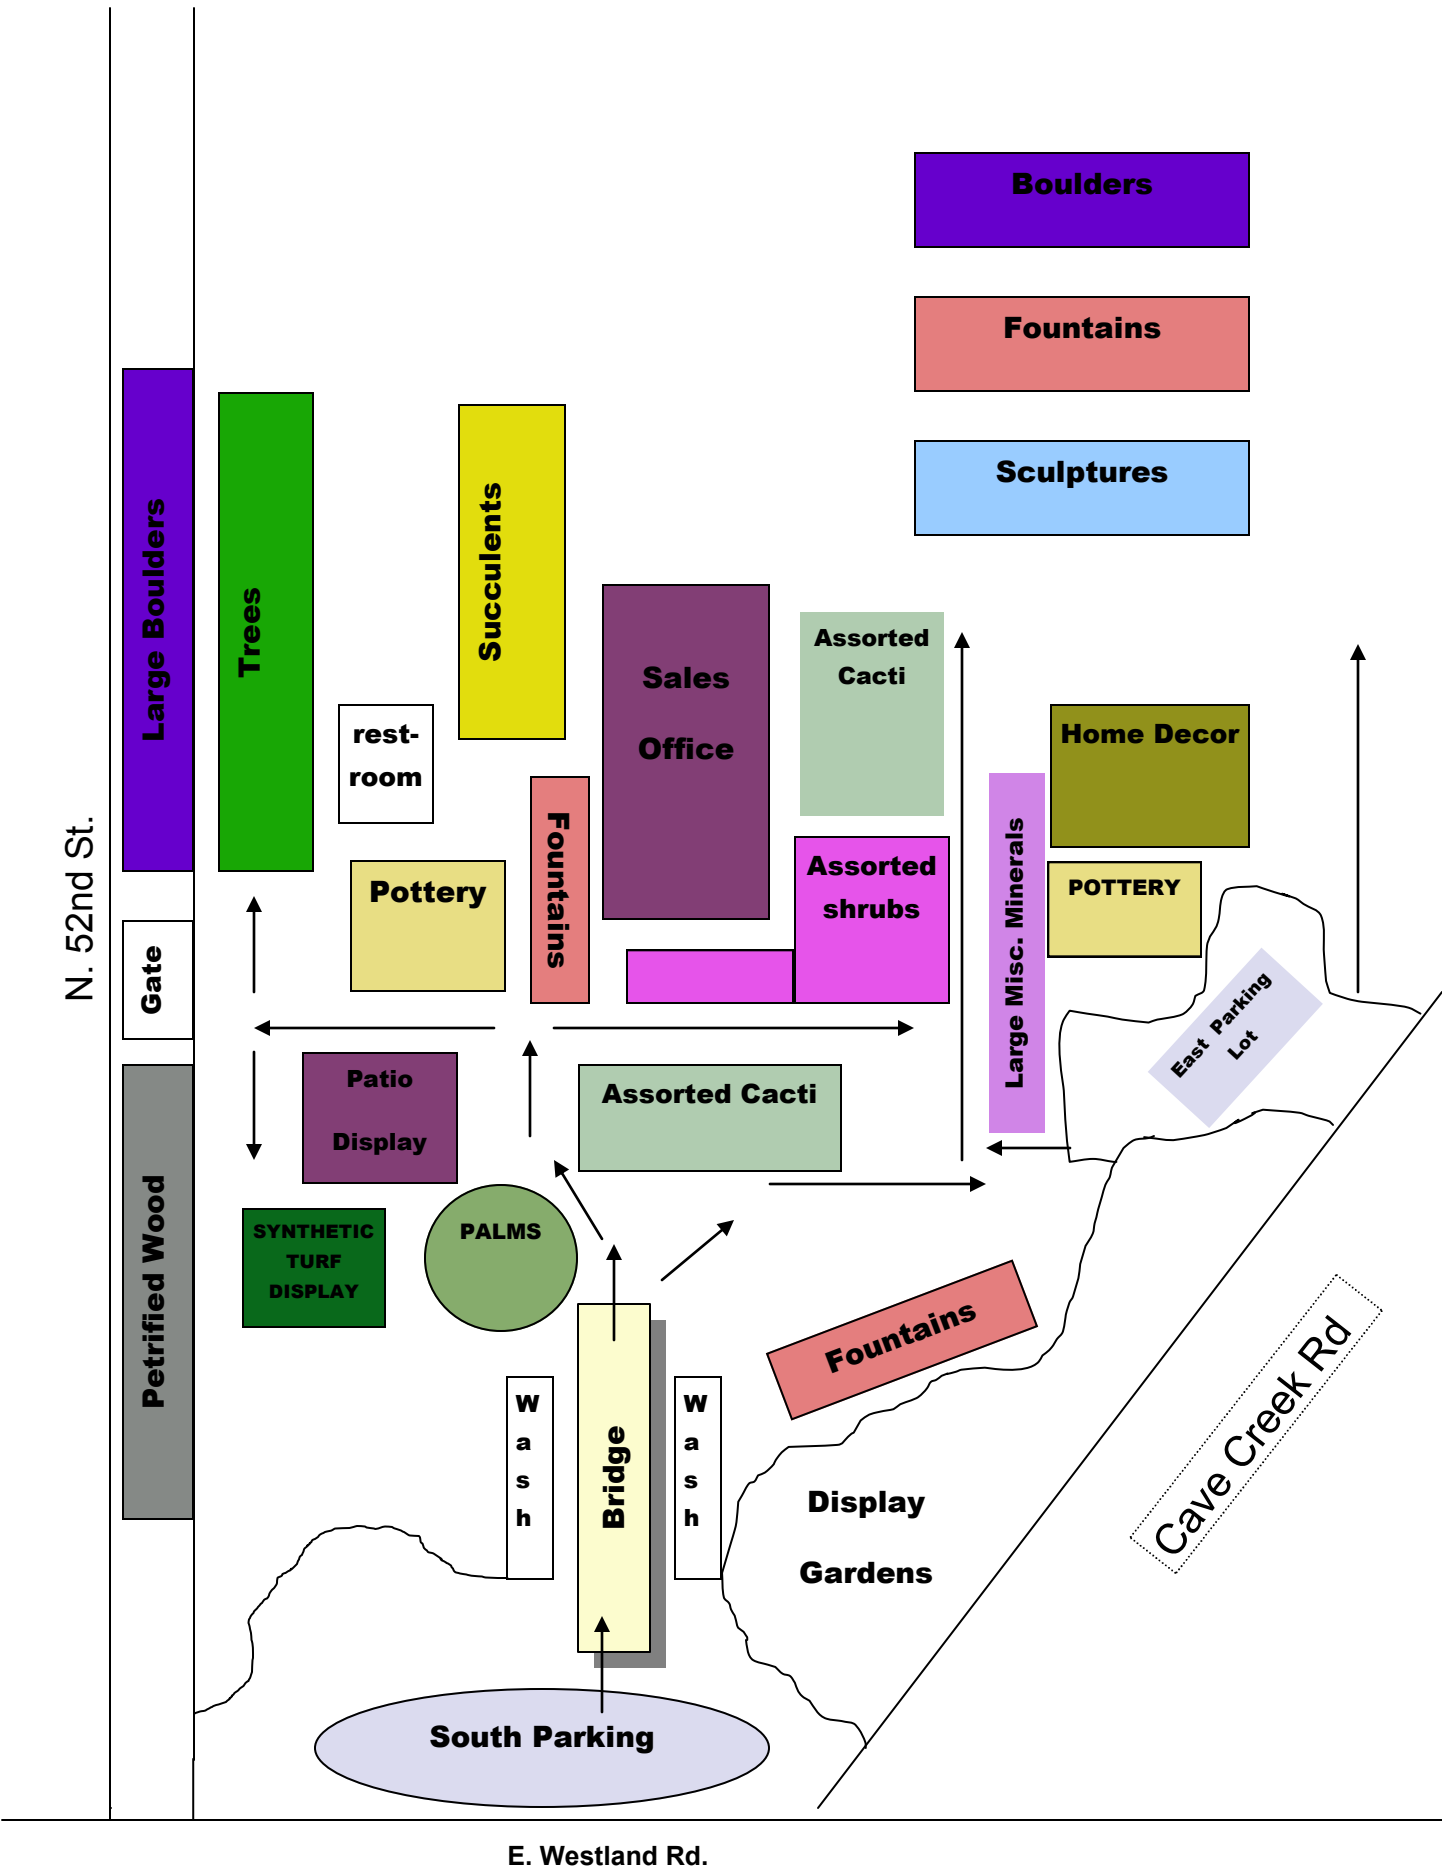 Boulders
Fountains
Sculptures
Large Boulders
Trees
Succulents
Sales
Office
Assorted
Cacti
rest-
room
Home Decor
Fountains
Large Misc. Minerals
Pottery
Assorted
shrubs
POTTERY
N. 52nd St.
Gate
East Parking
Lot
Patio
Display
Assorted Cacti
Petrified Wood
SYNTHETIC
TURF
DISPLAY
PALMS
Fountains
Cave Creek Rd
W
a
s
h
Bridge
W
a
s
h
Display
Gardens
South Parking
E. Westland Rd.